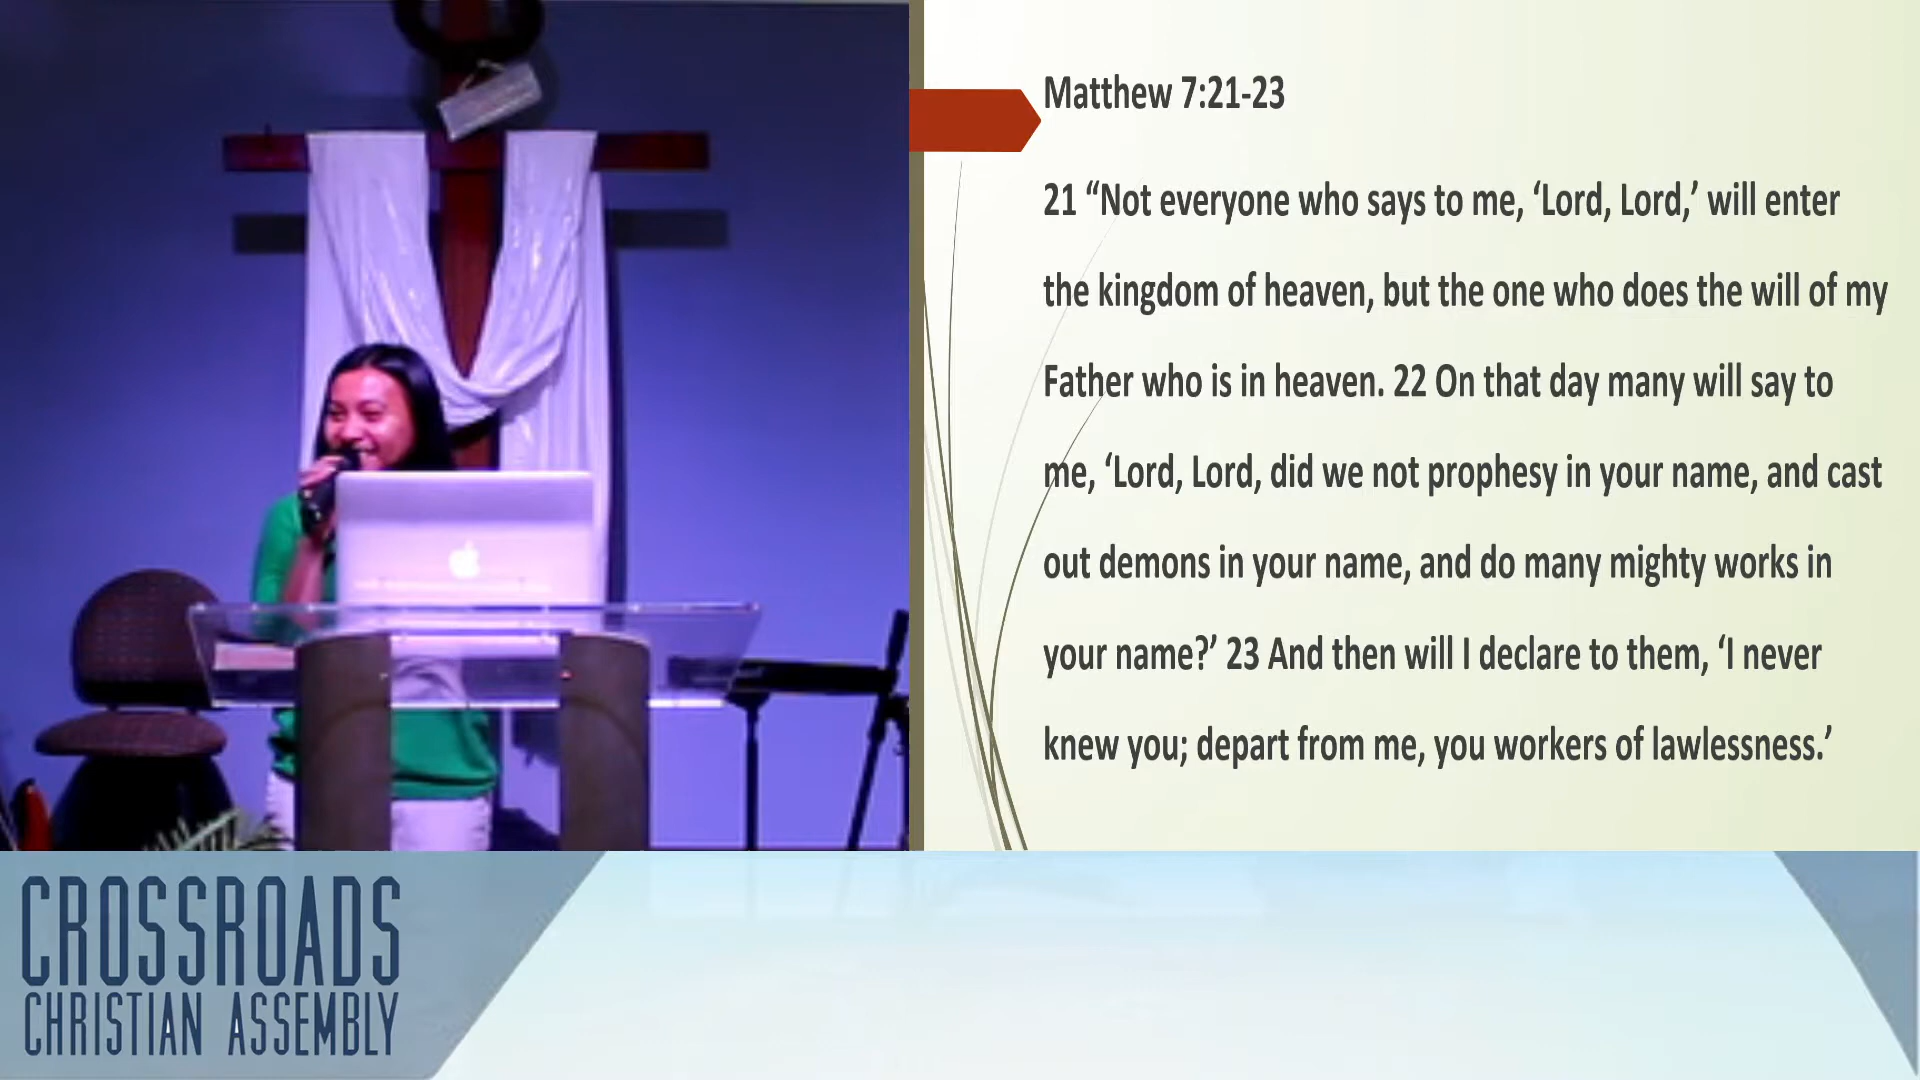 Matthew 7:21-23
21 “Not everyone who says to me, ‘Lord, Lord,’ will enter
the kingdom of heaven, but the one who does the will of my
Father who is in heaven. 22 On that day many will say to
me, ‘Lord, Lord, did we not prophesy in your name, and cast
out demons in your name, and do many mighty works in
your name?’ 23 And then will I declare to them, ‘I never
knew you; depart from me, you workers of lawlessness.’
CROSSROADS
CHRISTIAN ASSEMBLY